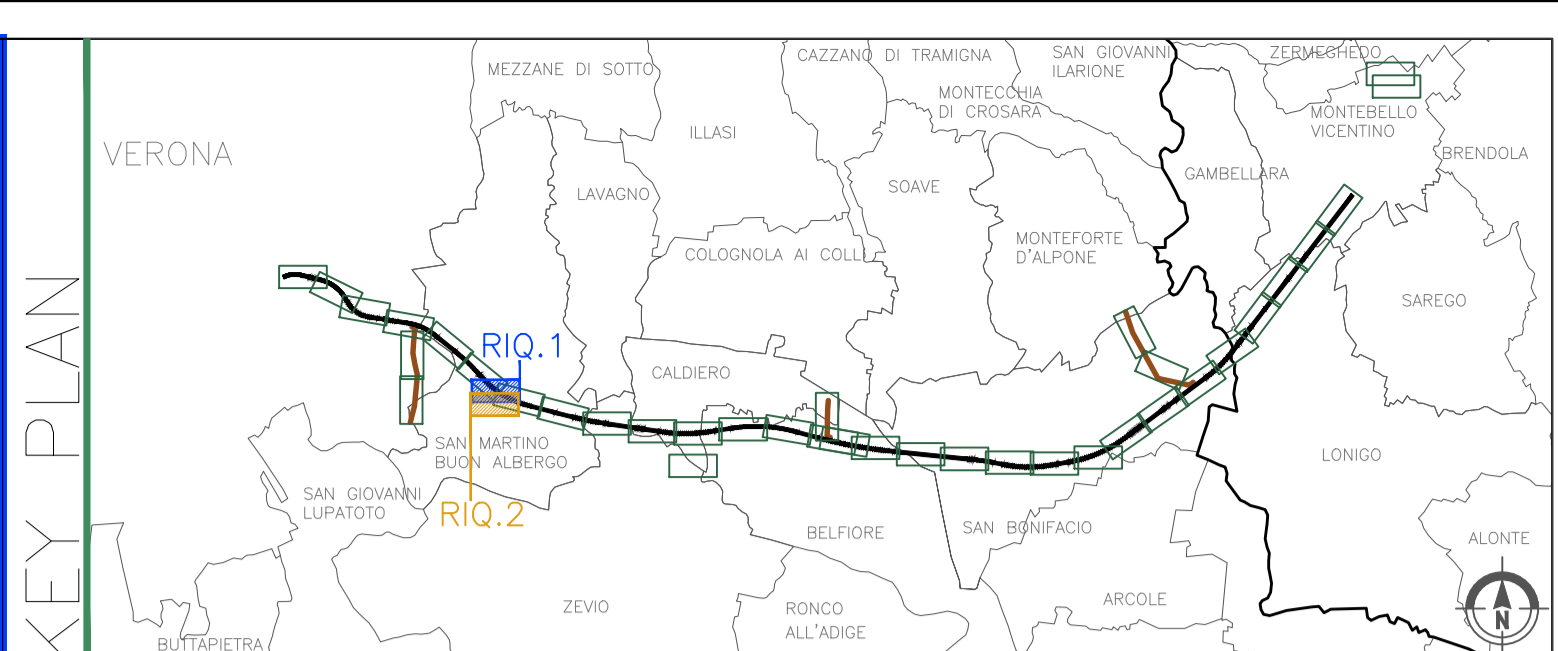 KEY PLAN
CAZZANO DI TRAMIGNA
SAN GIOVANNI
ILARIONE
ZERMEGHEDO
MEZZANE DI SOTTO
MONTECCHIA
DI CROSARA
MONTEBELLO
VICENTINO
ILLASI
VERONA
BRENDOLA
GAMBELLARA
SOAVE
LAVAGNO
MONTEFORTE
D'ALPONE
COLOGNOLA AI COLLI
SAREGO
RIQ.1
CALDIERO
SAN MARTINO
BUON ALBERGO
LONIGO
SAN GIOVANNI
LUPATOTO
RIQ.2
BELFIORE
SAN BONIFACIO
ALONTE
ZEVIO
ARCOLE
RONCO
ALL'ADIGE
N
BUTTAPIETRA